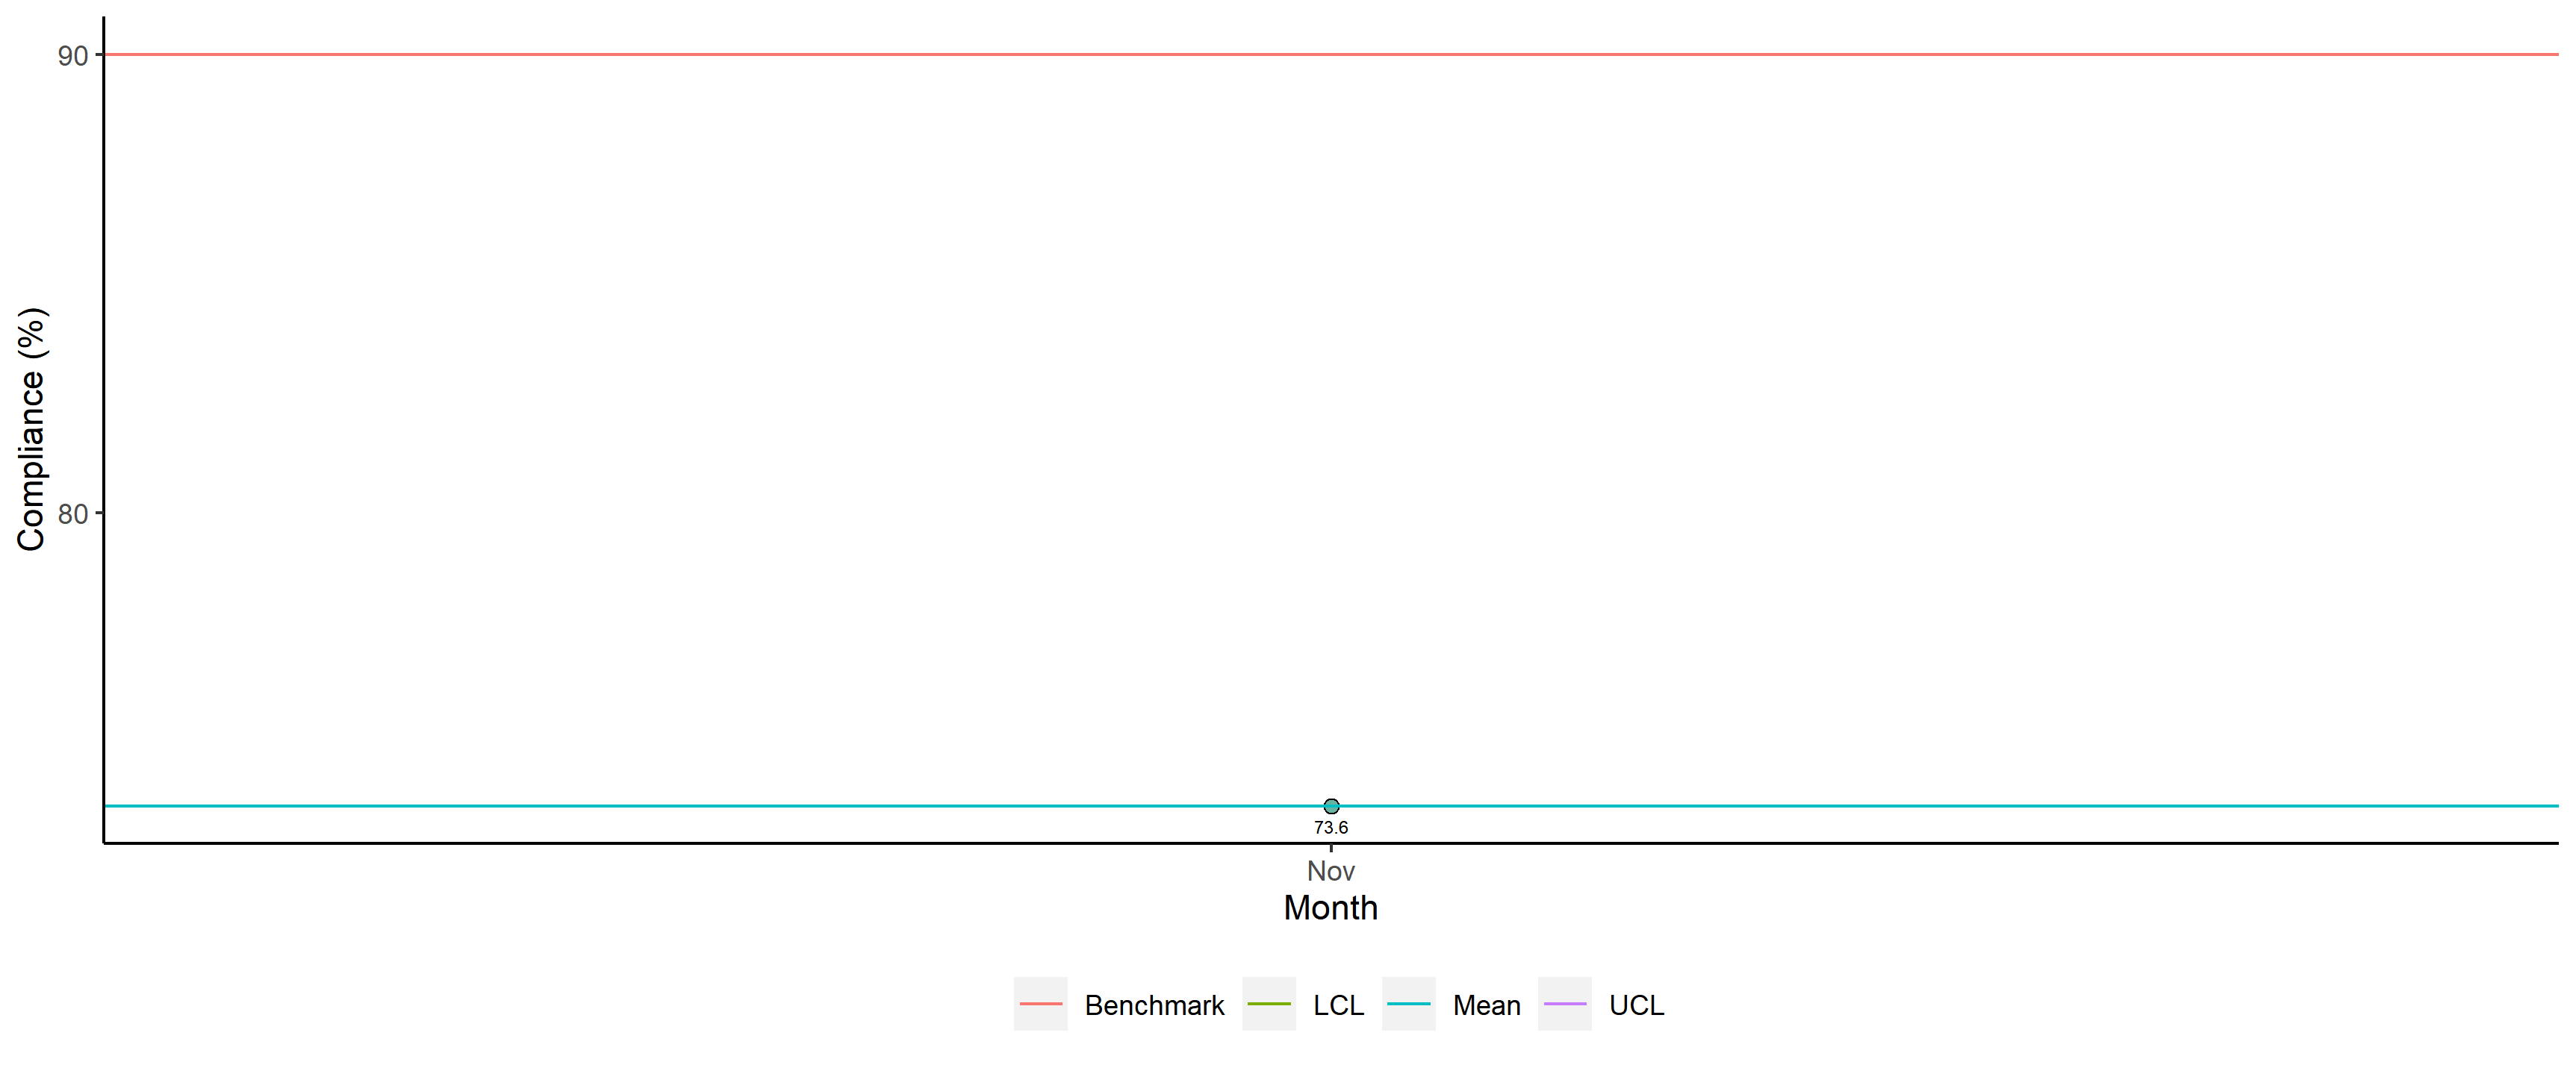 90
80
Compliance (%)
73.6
Nov
Month
Benchmark LCL Mean UCL